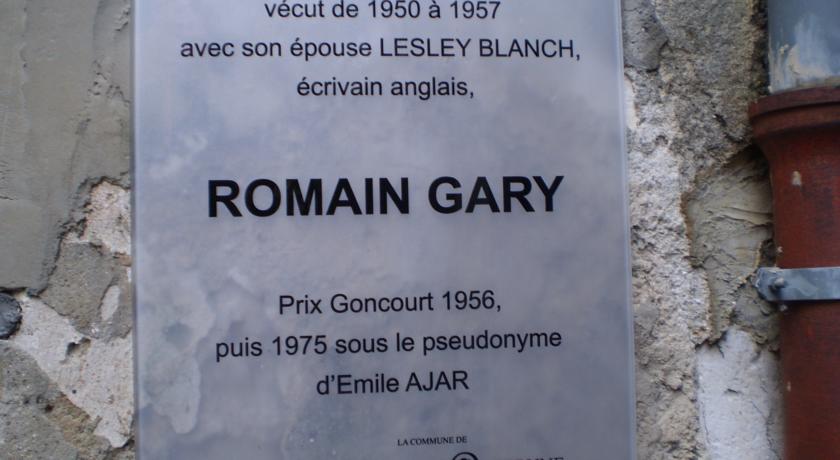 vécut de 1950 à 1957
avec son épouse LESLEY BLANCH,
écrivain anglais,
ROMAIN GARY
Prix Goncourt 1956,
puis 1975 sous le pseudonyme
d'Emile AJAR
LA COMMUNE DE